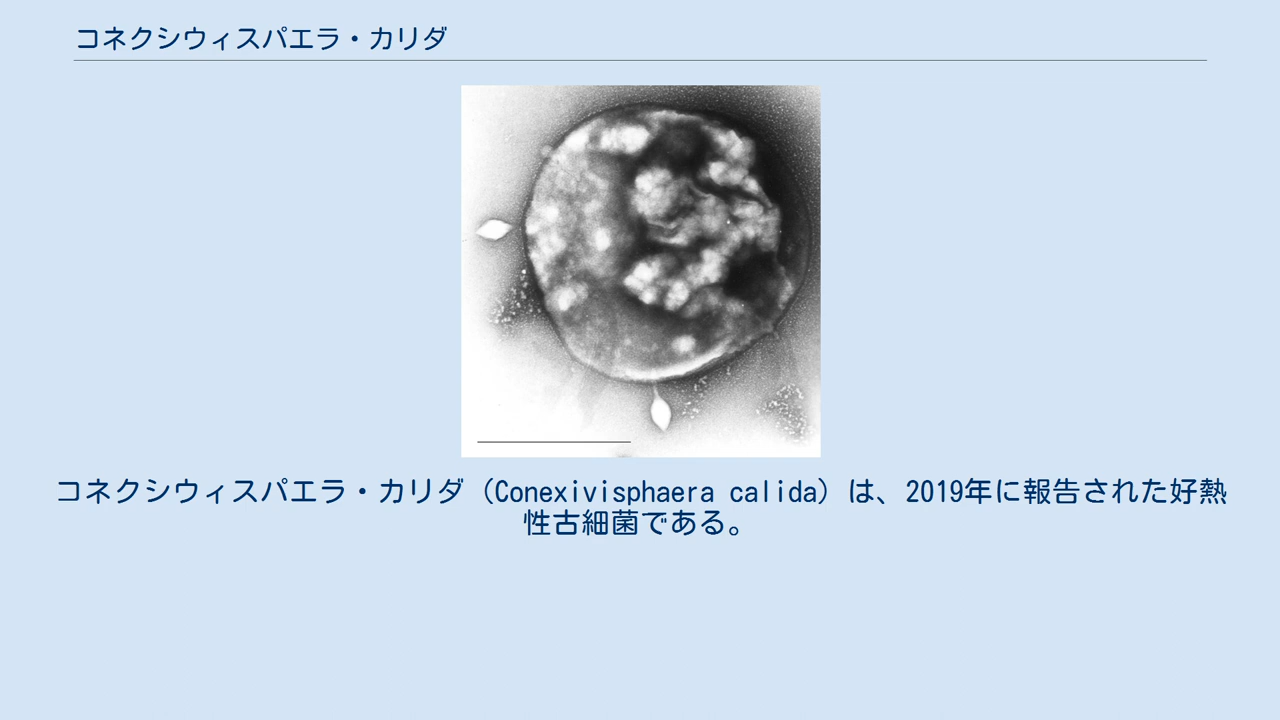 コネクシウィスパエラ・カリダ
コネクシウィスパエラ・カリダ（Conexivisphaera calida）は、2019年に報告された好熱
性古細菌である。